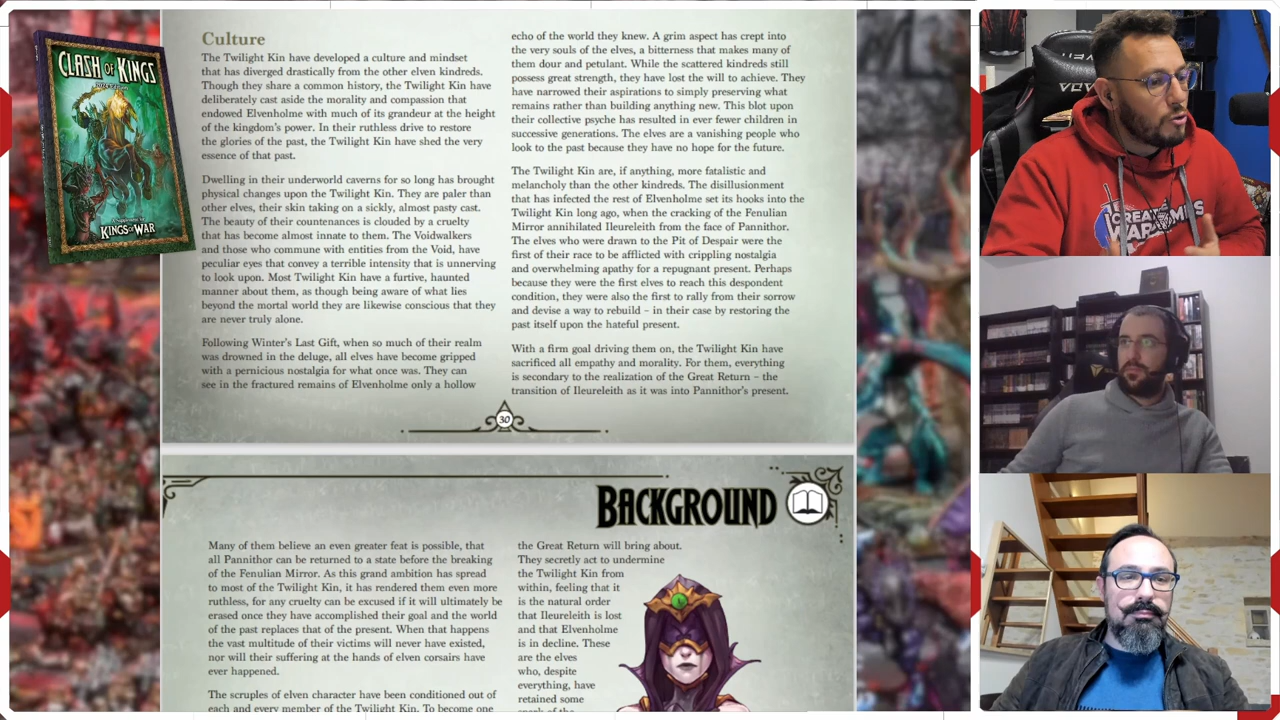 CLASH OF KINGS
KINGS OF WAR
Culture
The Twilight Kin have developed a culture and mindset
that has diverged drastically from the other elven kindreds.
Though they share a common history, the Twilight Kin have
deliberately cast aside the morality and compassion that
endowed Elvenholme with much of its grandeur at the height
of the kingdom's power. In their ruthless drive to restore
the glories of the past, the Twilight Kin have shed the very
essence of that past.
Dwelling in their underworld caverns for so long has brought
physical changes upon the Twilight Kin. They are paler than
other elves, their skin taking on a sickly, almost pasty cast.
The beauty of their countenances is clouded by a cruelty
that has become almost innate to them. The Voidwalkers
and those who commune with entities from the Void, have
peculiar eyes that convey a terrible intensity that is unnerving
to look upon. Most Twilight Kin have a furtive, haunted
manner about them, as though being aware of what lies
beyond the mortal world they are likewise conscious that they
are never truly alone.
Following Winter's Last Gift, when so much of their realm
was drowned in the deluge, all elves have become gripped
with a pernicious nostalgia for what once was. They can
see in the fractured remains of Elvenholme only a hollow
echo of the world they knew. A grim aspect has crept into
the very souls of the elves, a bitterness that makes many of
them dour and petulant. While the scattered kindreds still
possess great strength, they have lost the will to achieve. They
have narrowed their aspirations to simply preserving what
remains rather than building anything new. This blot upon
their collective psyche has resulted in ever fewer children in
successive generations. The elves are a vanishing people who
look to the past because they have no hope for the future.
The Twilight Kin are, if anything, more fatalistic and
melancholy than the other kindreds. The disillusionment
that has infected the rest of Elvenholme set its hooks into the
Twilight Kin long ago, when the cracking of the Fenulian
Mirror annihilated Ileureleith from the face of Pannithor.
The elves who were drawn to the Pit of Despair were the
first of their race to be afflicted with crippling nostalgia
and overwhelming apathy for a repugnant present. Perhaps
because they were the first elves to reach this despondent
condition, they were also the first to rally from their sorrow
and devise a way to rebuild – in their case by restoring the
past itself upon the hateful present.
With a firm goal driving them on, the Twilight Kin have
sacrificed all empathy and morality. For them, everything
is secondary to the realization of the Great Return – the
transition of Ileureleith as it was into Pannithor's present.
30
BACKGROUND
Many of them believe an even greater feat is possible, that
all Pannithor can be returned to a state before the breaking
of the Fenulian Mirror. As this grand ambition has spread
to most of the Twilight Kin, it has rendered them even more
ruthless, for any cruelty can be excused if it will ultimately be
erased once they have accomplished their goal and the world
of the past replaces that of the present. When that happens
the vast multitude of their victims will never have existed,
nor will their suffering at the hands of elven corsairs have
ever happened.
The scruples of elven character have been conditioned out of
each and every member of the Twilight Kin. To become one
the Great Return will bring about.
They secretly act to undermine
the Twilight Kin from
within, feeling that it
is the natural order
that Ileureleith is lost
and that Elvenholme
is in decline. These
are the elves
who, despite
everything, have
retained some